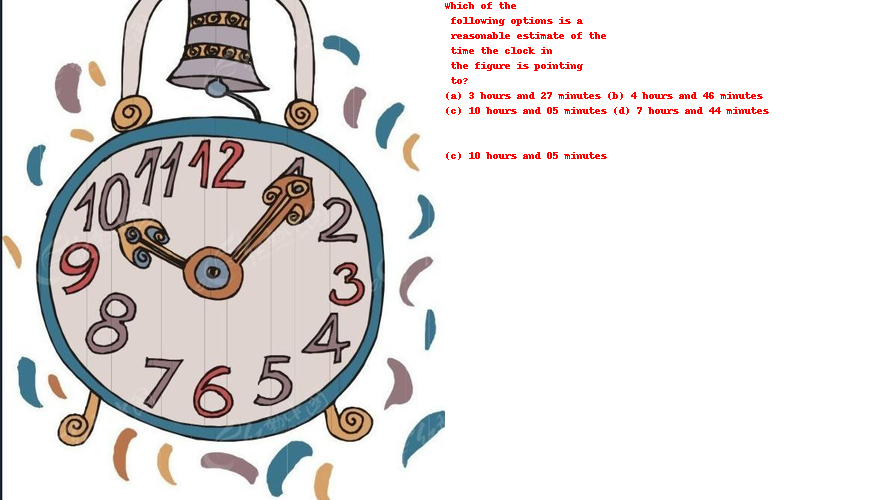 Which of the
following options is a
reasonable estimate of the
time the clock in
the figure is pointing
to?
(a) 3 hours and 27 minutes (b) 4 hours and 46 minutes
(c) 10 hours and 05 minutes (d) 7 hours and 44 minutes
(c) 10 hours and 05 minutes
12
11
1
10
2
9
3
8
4
7
5
6